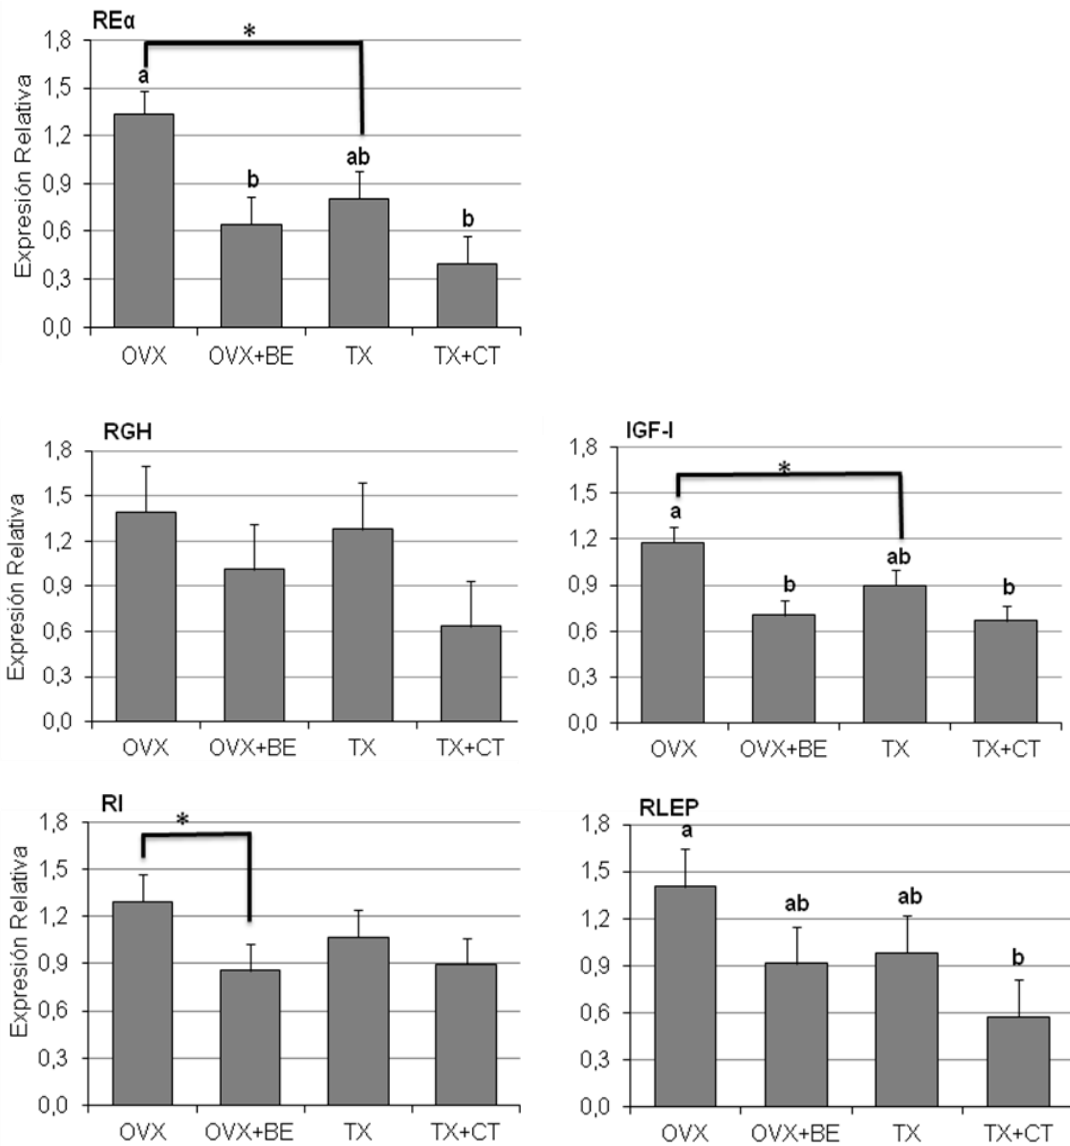 REα
*
1,8
a
1,5
1,2
ab
0,9
b
b
0,6
0,3
0,0
Expresión Relativa
OVX OVX+BE TX TX+CT
RGH
1,8
1,5
1,2
0,9
0,6
0,3
0,0
Expresión Relativa
OVX OVX+BE TX TX+CT
IGF-I
1,8
*
1,5
a
1,2
ab
b
b
0,9
0,6
0,3
0,0
OVX OVX+BE TX TX+CT
RI
*
1,8
1,5
1,2
0,9
0,6
0,3
0,0
Expresión Relativa
OVX OVX+BE TX TX+CT
RLEP
1,8
a
1,5
1,2
ab
ab
0,9
b
0,6
0,3
0,0
OVX OVX+BE TX TX+CT